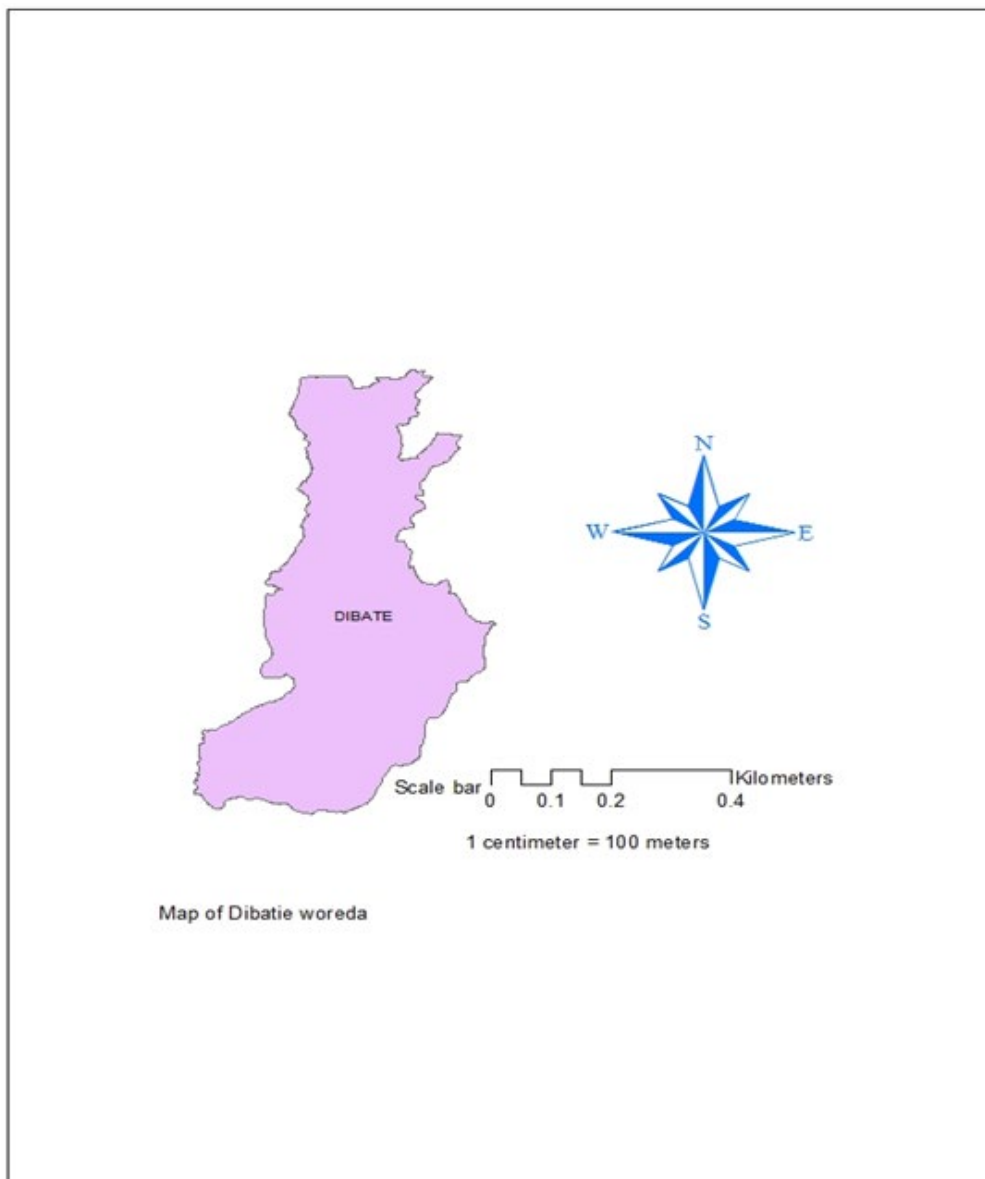 N
W E
S
DIBATE
Scale bar Kilometers
0 0.1 0.2 0.4
1 centimeter = 100 meters
Map of Dibatie woreda